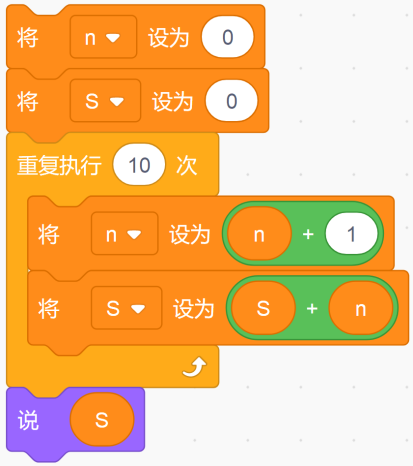 将 n 设为 0
将 S 设为 0
重复执行 10 次
将 n 设为 n + 1
将 S 设为 S + n
说 S